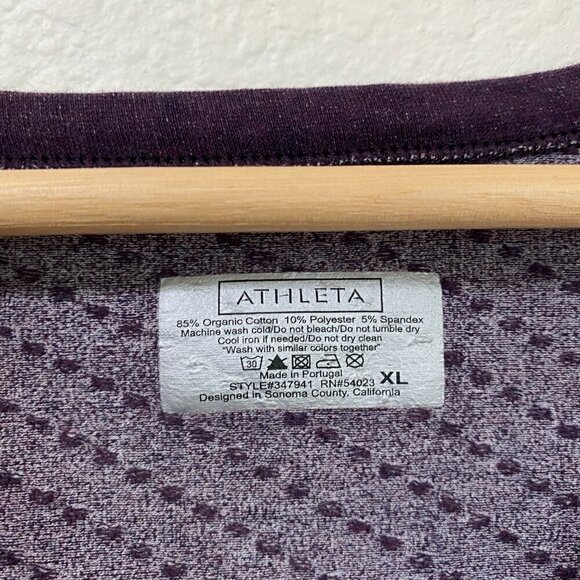 ATHLETA
85% Organic Cotton 10% Polyester 5% Spandex
Machine wash cold/Do not bleach/Do not tumble dry
Cool iron if needed/Do not dry clean
"Wash with similar colors together"
30
Made in Portugal
STYLE#347941 RN#54023 XL
Designed in Sonoma County, California